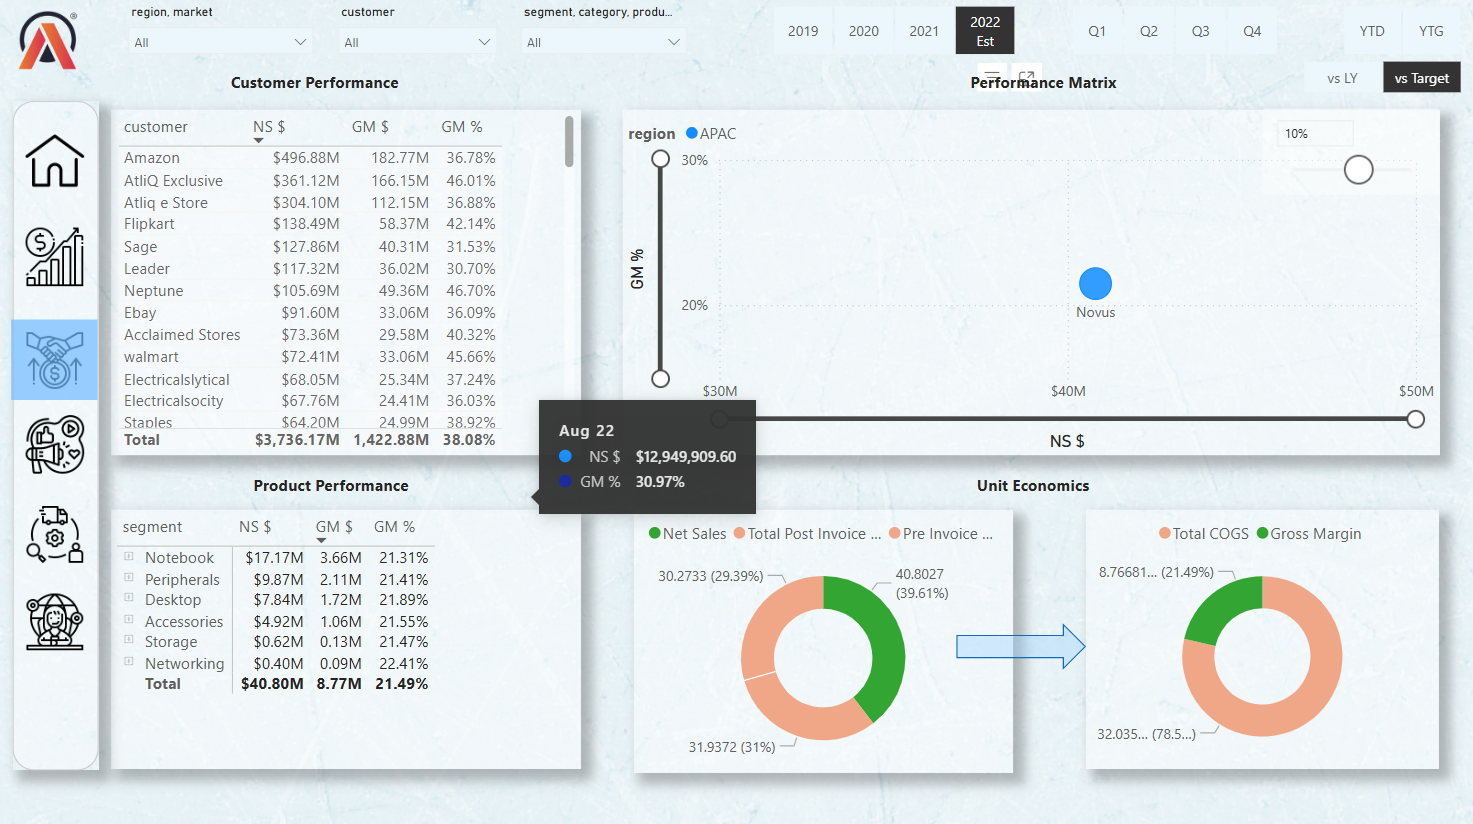 region, market
customer
segment, category, produ...
All
All
All
2019
2020
2021
2022
Est
Q1
Q2
Q3
Q4
YTD
YTG
vs LY
vs Target
Customer Performance
customer NS $ GM $ GM %
Amazon $496.88M 182.77M 36.78%
AtliQ Exclusive $361.12M 166.15M 46.01%
Atliq e Store $304.10M 112.15M 36.88%
Flipkart $138.49M 58.37M 42.14%
Sage $127.86M 40.31M 31.53%
Leader $117.32M 36.02M 30.70%
Neptune $105.69M 49.36M 46.70%
Ebay $91.60M 33.06M 36.09%
Acclaimed Stores $73.36M 29.58M 40.32%
walmart $72.41M 33.06M 45.66%
Electricalslytical $68.05M 25.34M 37.24%
Electricalsocity $67.76M 24.41M 36.03%
Staples $64.20M 24.99M 38.92%
Total $3,736.17M 1,422.88M 38.08%
Performance Matrix
region APAC
10%
30%
20%
GM %
Novus
$30M $40M $50M
NS $
Aug 22
NS $ $12,949,909.60
GM % 30.97%
Product Performance
segment NS $ GM $ GM %
Notebook $17.17M 3.66M 21.31%
Peripherals $9.87M 2.11M 21.41%
Desktop $7.84M 1.72M 21.89%
Accessories $4.92M 1.06M 21.55%
Storage $0.62M 0.13M 21.47%
Networking $0.40M 0.09M 22.41%
Total $40.80M 8.77M 21.49%
Unit Economics
Net Sales Total Post Invoice ... Pre Invoice ...
30.2733 (29.39%)
40.8027
(39.61%)
31.9372 (31%)
Total COGS Gross Margin
8.76681... (21.49%)
32.035... (78.5...)